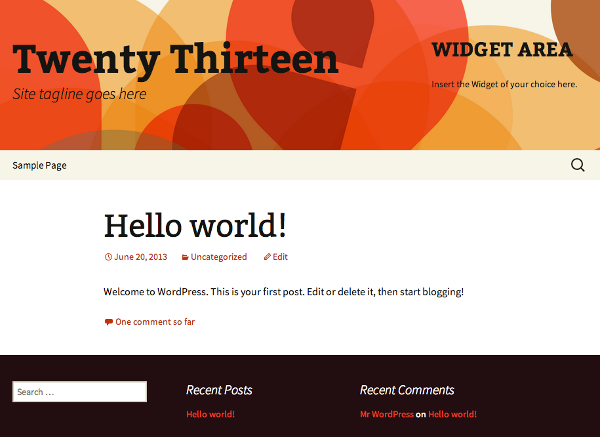 Twenty Thirteen
Site tagline goes here
WIDGET AREA
Insert the Widget of your choice here.
Sample Page
Hello world!
June 20, 2013 Uncategorized Edit
Welcome to WordPress. This is your first post. Edit or delete it, then start blogging!
One comment so far
Search …
Recent Posts
Hello world!
Recent Comments
Mr WordPress on Hello world!